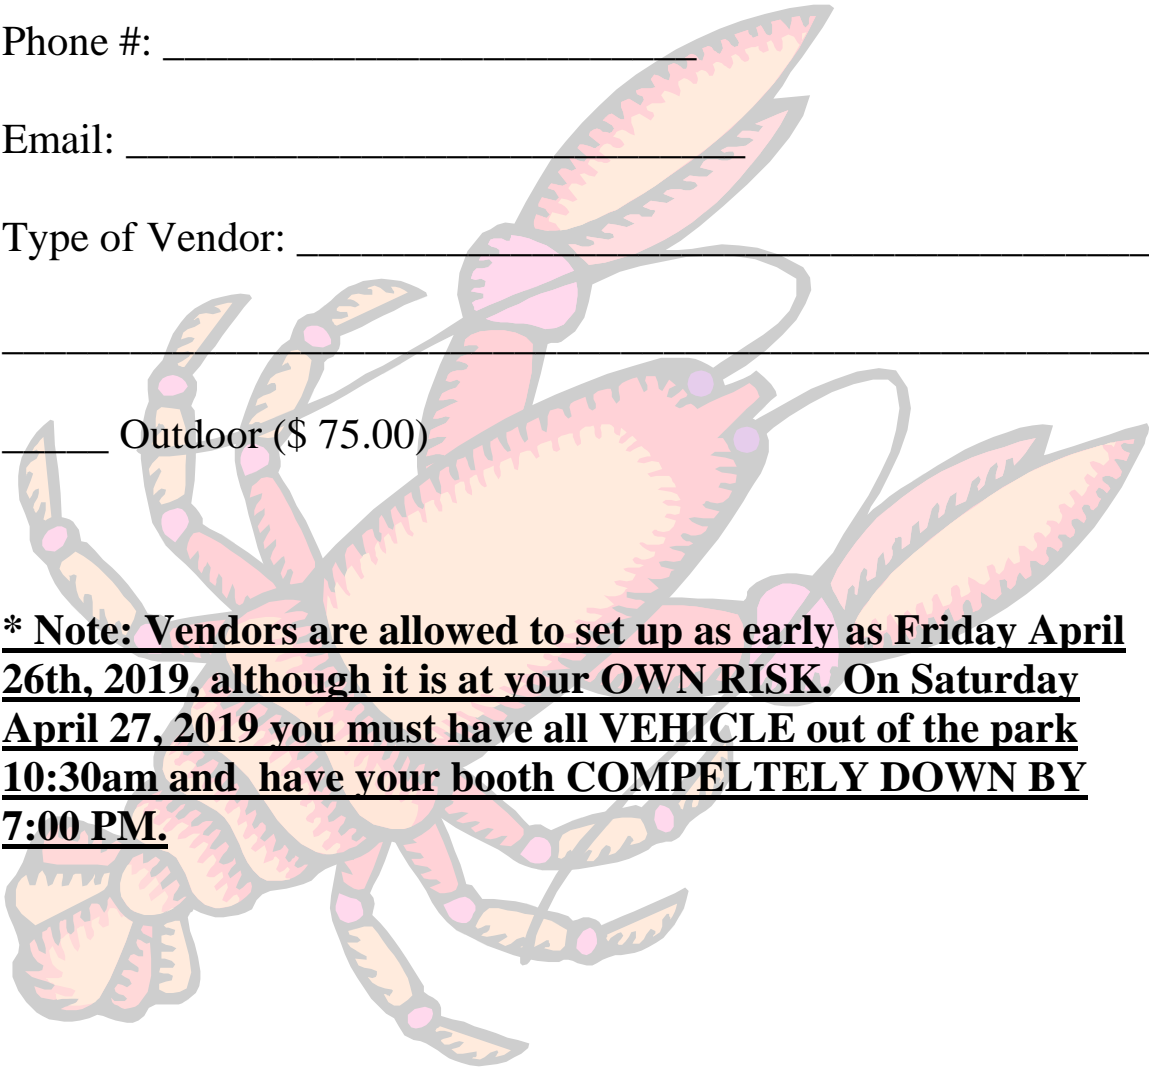 Phone #: _________________________
Email: _____________________________
Type of Vendor: ________________________________________
______________________________________________________
_____ Outdoor ($ 75.00)
* Note: Vendors are allowed to set up as early as Friday April
26th, 2019, although it is at your OWN RISK. On Saturday
April 27, 2019 you must have all VEHICLE out of the park
10:30am and  have your booth COMPELTELY DOWN BY
7:00 PM.